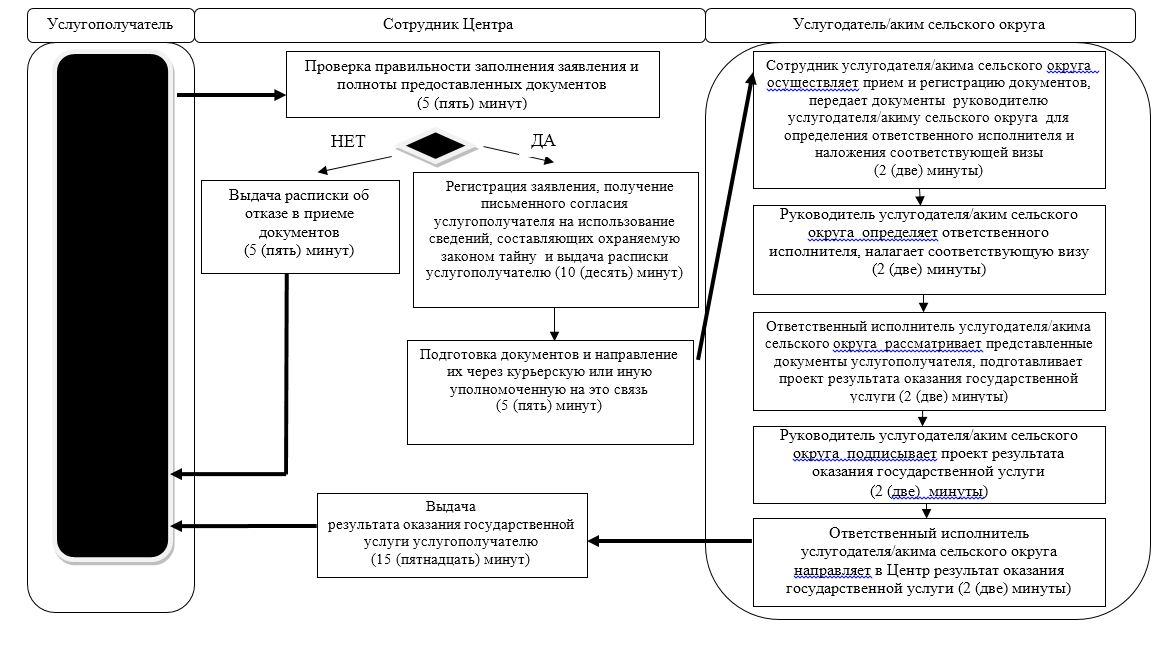 Услугополучатель
Сотрудник Центра
Услугодатель/аким сельского округа
Проверка правильности заполнения заявления и
полноты предоставленных документов
(5 (пять) минут)
НЕТ
ДА
Выдача расписки об
отказе в приеме
документов
(5 (пять) минут)
Регистрация заявления, получение
письменного согласия
услугополучателя на использование
сведений, составляющих охраняемую
законом тайну и выдача расписки
услугополучателю (10 (десять) минут)
Подготовка документов и направление
их через курьерскую или иную
уполномоченную на это связь
(5 (пять) минут)
Выдача
результата оказания государственной
услуги услугополучателю
(15 (пятнадцать) минут)
Сотрудник услугодателя/акима сельского округа
осуществляет прием и регистрацию документов,
передает документы руководителю
услугодателя/акиму сельского округа для
определения ответственного исполнителя и
наложения соответствующей визы
(2 (две) минуты)
Руководитель услугодателя/аким сельского
округа определяет ответственного
исполнителя, налагает соответствующую визу
(2 (две) минуты)
Ответственный исполнитель услугодателя/акима
сельского округа рассматривает представленные
документы услугополучателя, подготавливает
проект результата оказания государственной
услуги (2 (две) минуты)
Руководитель услугодателя/аким сельского
округа подписывает проект результата
оказания государственной услуги
(2 (две) минуты)
Ответственный исполнитель
услугодателя/акима сельского округа
направляет в Центр результат оказания
государственной услуги (2 (две) минуты)